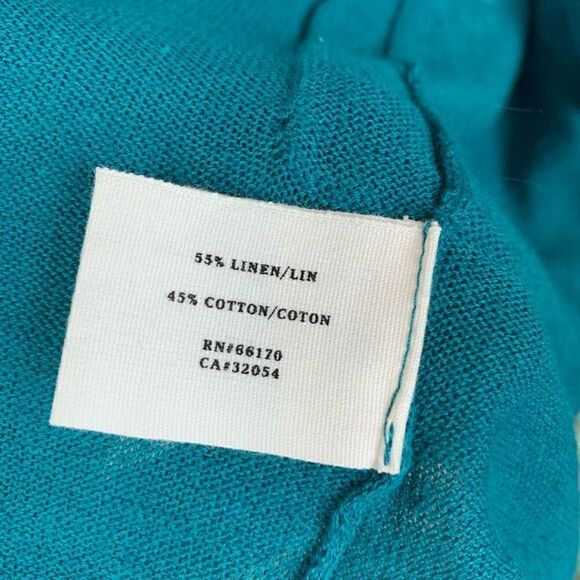 55% LINEN/LIN
45% COTTON/COTON
RN#66170
CA#32054